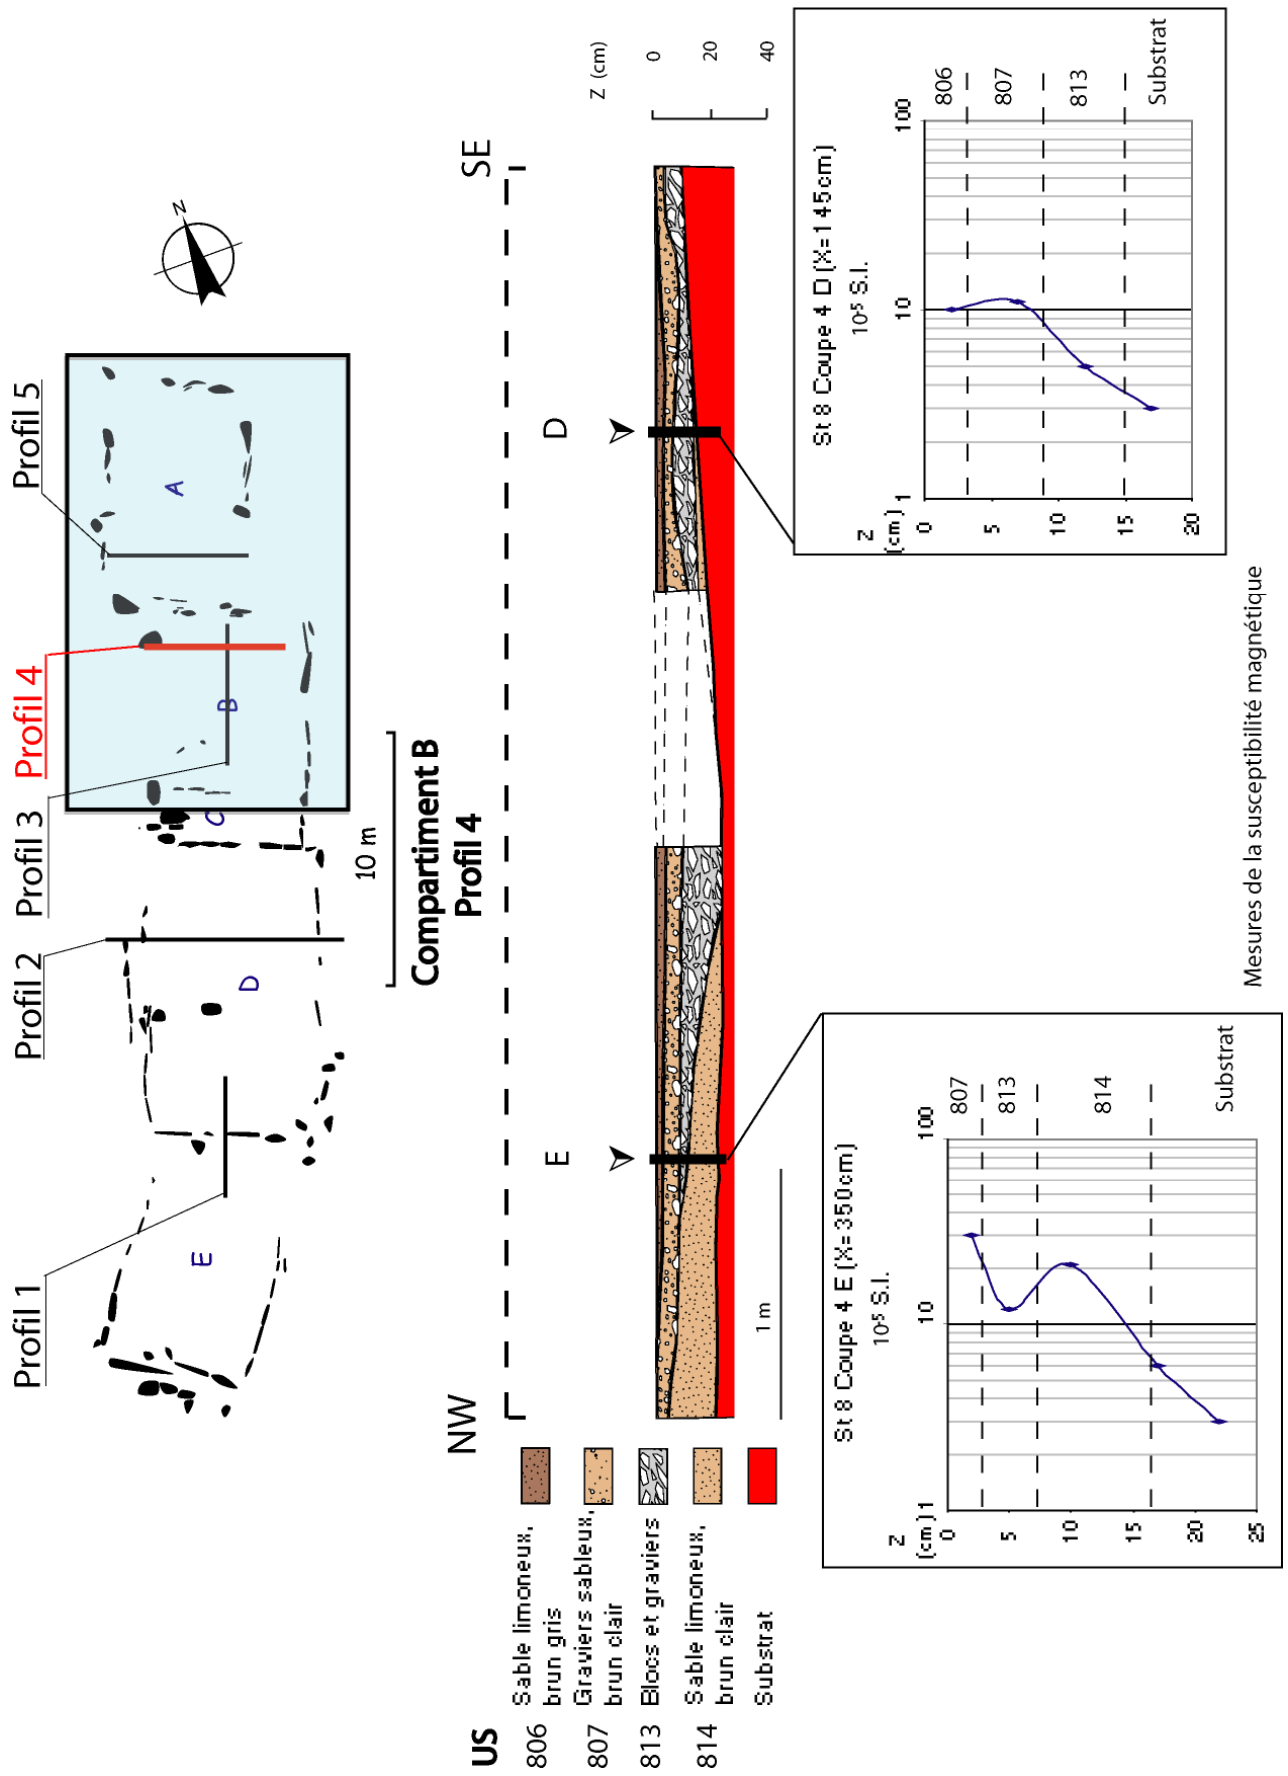 Profil 1
Profil 2
Profil 3
Profil 4
Profil 5
E
D
C
B
A
N
10 m
Compartiment B
Profil 4
NW
SE
E
D
Z (cm)
0
20
40
1 m
US
806 Sable limoneux,
brun gris
807 Graviers sableux,
brun clair
813 Blocs et graviers
814 Sable limoneux,
brun clair
Substrat
St 8 Coupe 4 E (X=350cm)
10-5 S.I.
Z
(cm) 1 10 100
0
5
10
15
20
25
807
813
814
Substrat
St 8 Coupe 4 D (X=145cm)
10-5 S.I.
Z
(cm) 1 10 100
0
5
10
15
20
806
807
813
Substrat
Mesures de la susceptibilité magnétique